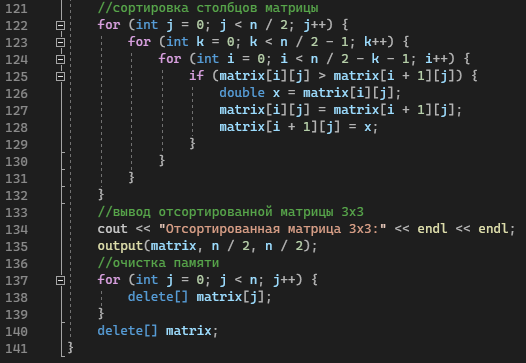 121 //сортировка столбцов матрицы
122 for (int j = 0; j < n / 2; j++) {
123 for (int k = 0; k < n / 2 - 1; k++) {
124 for (int i = 0; i < n / 2 - k - 1; i++) {
125 if (matrix[i][j] > matrix[i + 1][j]) {
126 double x = matrix[i][j];
127 matrix[i][j] = matrix[i + 1][j];
128 matrix[i + 1][j] = x;
129 }
130 }
131 }
132 }
133 //вывод отсортированной матрицы 3x3
134 cout << "Отсортированная матрица 3x3:" << endl << endl;
135 output(matrix, n / 2, n / 2);
136 //очистка памяти
137 for (int j = 0; j < n; j++) {
138 delete[] matrix[j];
139 }
140 delete[] matrix;
141 }